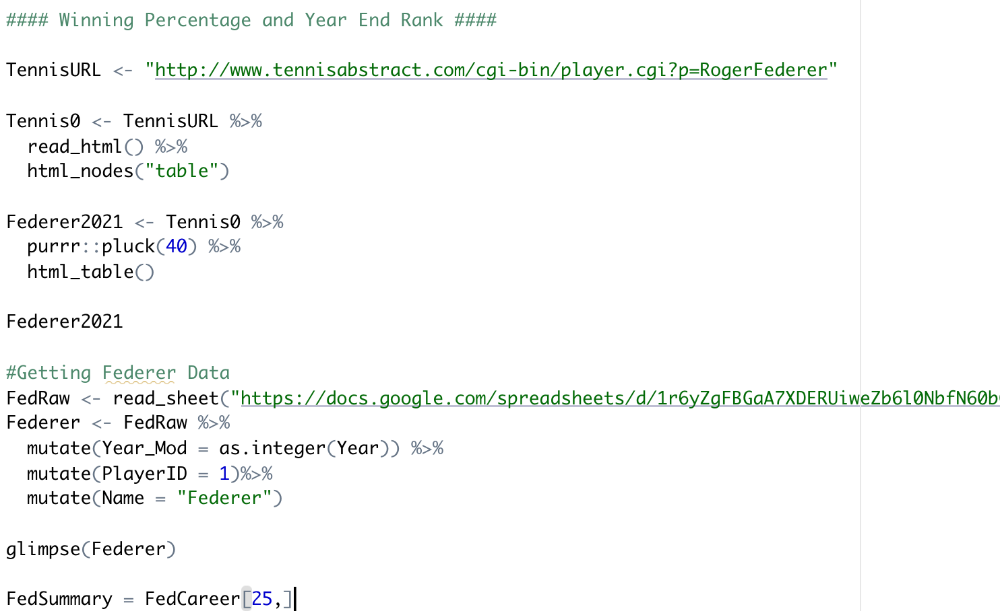 #### Winning Percentage and Year End Rank ####
TennisURL <- "http://www.tennisabstract.com/cgi-bin/player.cgi?p=RogerFederer"
Tennis0 <- TennisURL %>%
read_html() %>%
html_nodes("table")
Federer2021 <- Tennis0 %>%
purrr::pluck(40) %>%
html_table()
Federer2021
#Getting Federer Data
FedRaw <- read_sheet("https://docs.google.com/spreadsheets/d/1r6yZgFBGaA7XDERUiweZb6l0NbfN60b
Federer <- FedRaw %>%
mutate(Year_Mod = as.integer(Year)) %>%
mutate(PlayerID = 1)%>%
mutate(Name = "Federer")
glimpse(Federer)
FedSummary = FedCareer[25,]